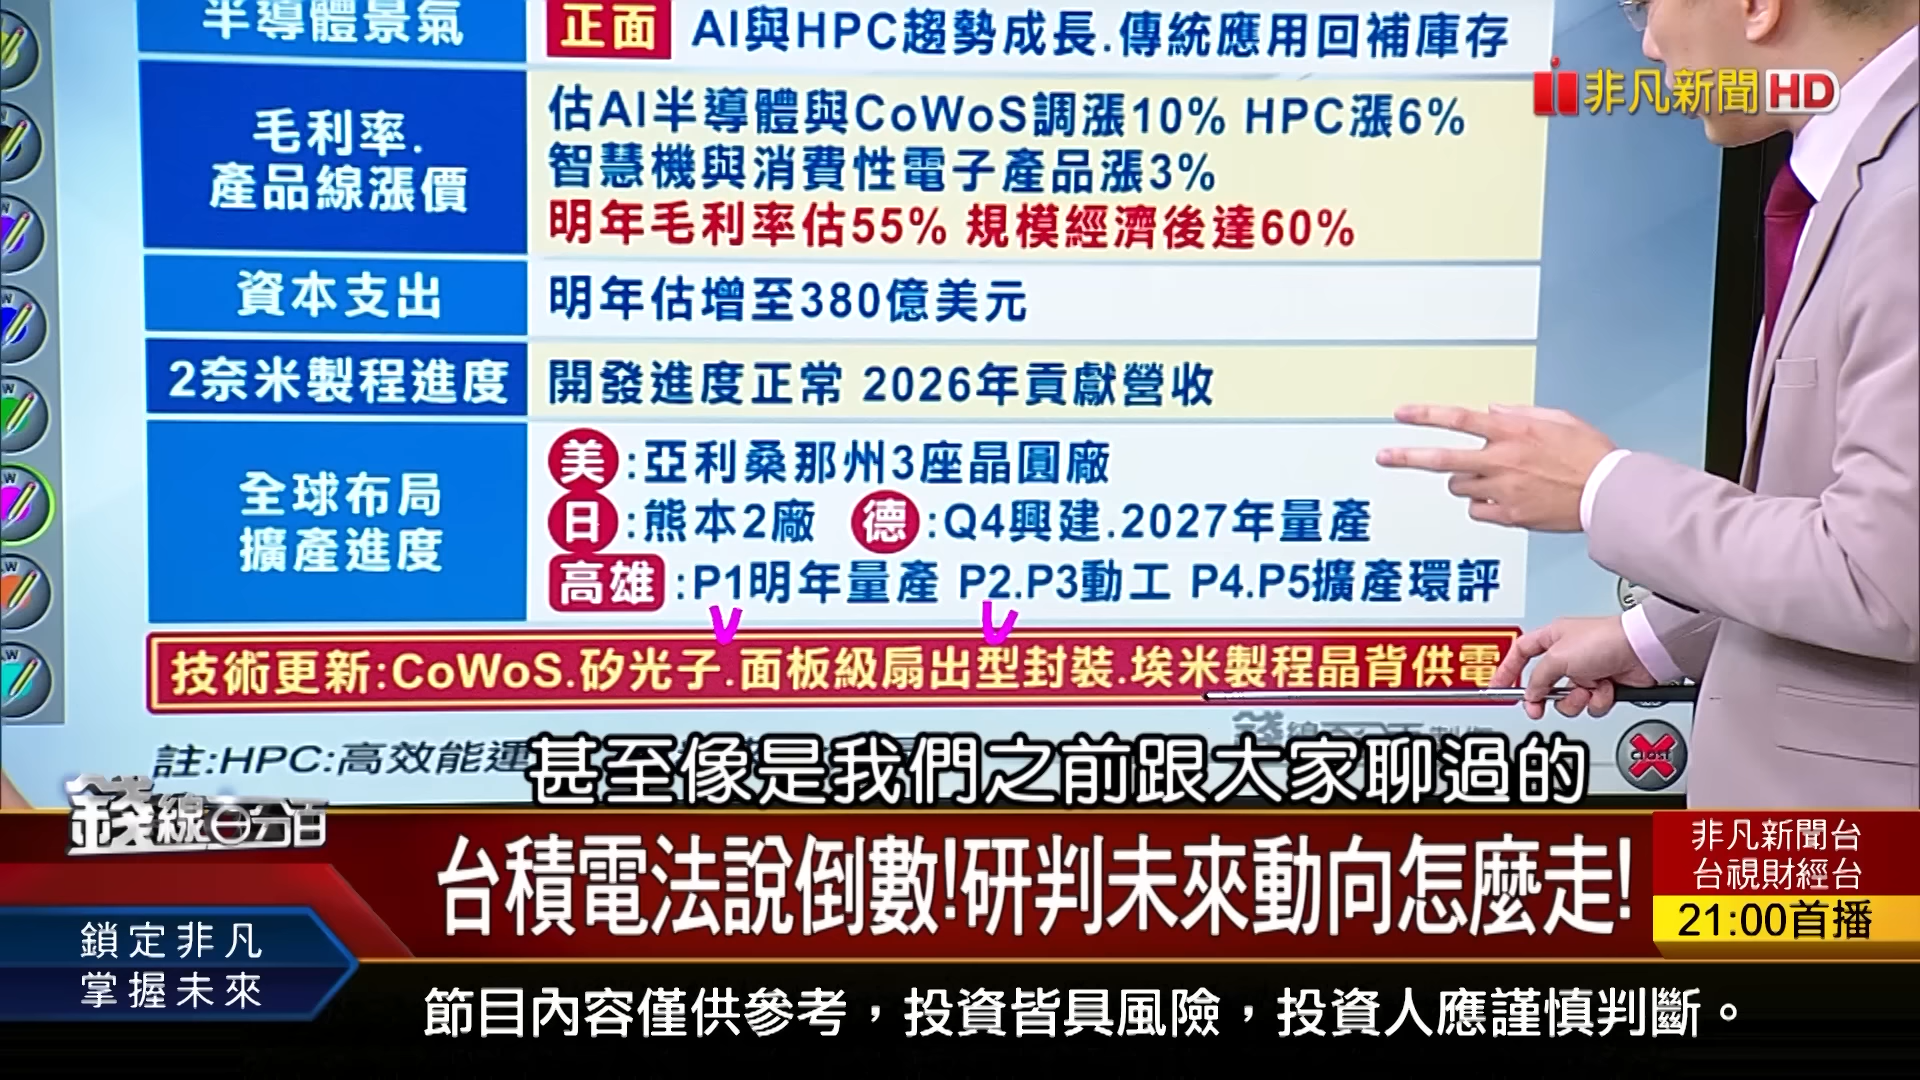 半導體景氣
正面 AI與HPC趨勢成長.傳統應用回補庫存
非凡新聞HD
毛利率.
產品線漲價
估AI半導體與CoWoS調漲10% HPC漲6%
智慧機與消費性電子產品漲3%
明年毛利率估55% 規模經濟後達60%
資本支出
明年估增至380億美元
2奈米製程進度
開發進度正常 2026年貢獻營收
全球布局
擴產進度
美:亞利桑那州3座晶圓廠
日:熊本2廠 德:Q4興建.2027年量產
高雄:P1明年量產 P2.P3動工 P4.P5擴產環評
技術更新:CoWoS.矽光子.面板級扇出型封裝.埃米製程晶背供電
註:HPC:高效能運
CLOSE
甚至像是我們之前跟大家聊過的
錢線百分百
台積電法說倒數!研判未來動向怎麼走!
非凡新聞台
台視財經台
21:00首播
鎖定非凡
掌握未來
節目內容僅供參考，投資皆具風險，投資人應謹慎判斷。